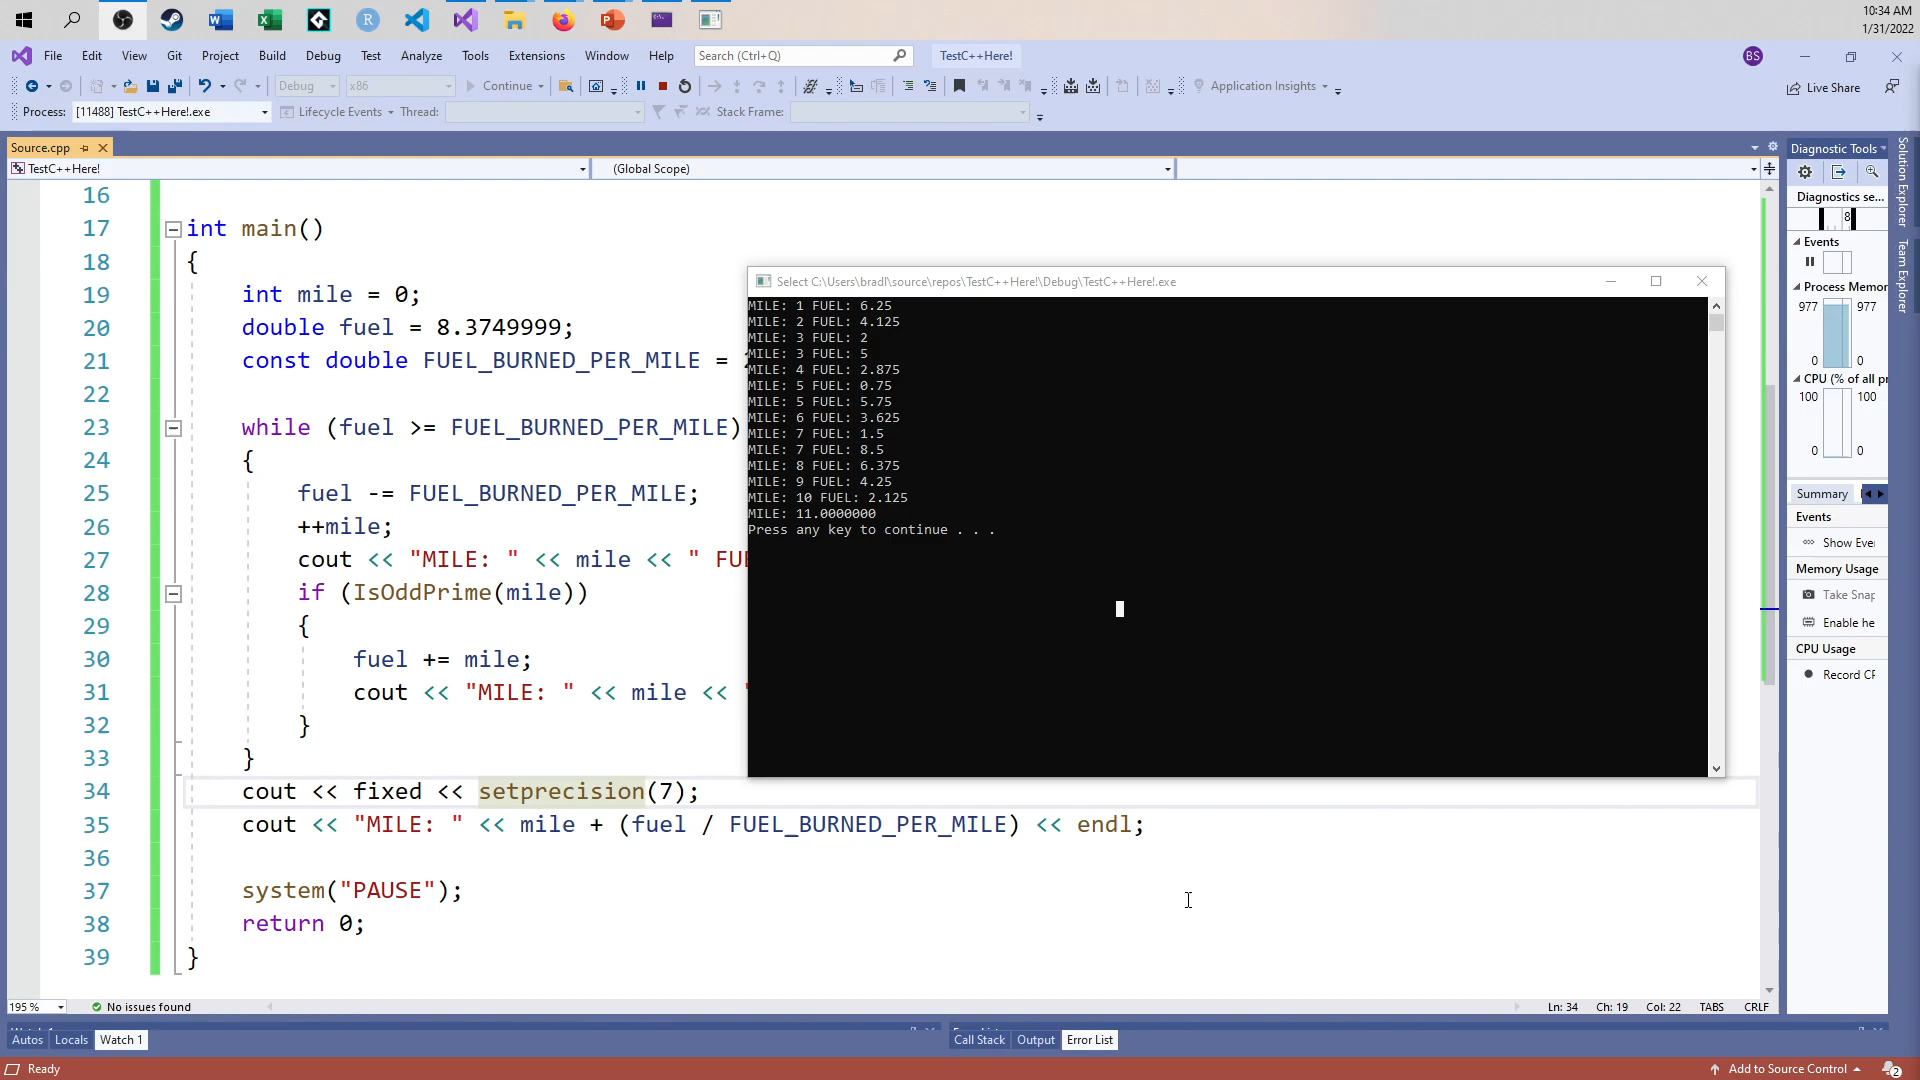 10:34 AM
1/31/2022
File Edit View Git Project Build Debug Test Analyze Tools Extensions Window Help Search (Ctrl+Q) TestC++Here! BS
Debug x86 Continue Application Insights Live Share
Process: [11488] TestC++Here!.exe Lifecycle Events Thread: Stack Frame:
Source.cpp
TestC++Here! (Global Scope)
16
17 int main()
18 {
19 int mile = 0;
20 double fuel = 8.3749999;
21 const double FUEL_BURNED_PER_MILE =
22
23 while (fuel >= FUEL_BURNED_PER_MILE)
24 {
25 fuel -= FUEL_BURNED_PER_MILE;
26 ++mile;
27 cout << "MILE: " << mile << " FU
28 if (IsOddPrime(mile))
29 {
30 fuel += mile;
31 cout << "MILE: " << mile << "
32 }
33 }
34 cout << fixed << setprecision(7);
35 cout << "MILE: " << mile + (fuel / FUEL_BURNED_PER_MILE) << endl;
36
37 system("PAUSE");
38 return 0;
39 }
Select C:\Users\bradl\source\repos\TestC++Here!\Debug\TestC++Here!.exe
MILE: 1 FUEL: 6.25
MILE: 2 FUEL: 4.125
MILE: 3 FUEL: 2
MILE: 3 FUEL: 5
MILE: 4 FUEL: 2.875
MILE: 5 FUEL: 0.75
MILE: 5 FUEL: 5.75
MILE: 6 FUEL: 3.625
MILE: 7 FUEL: 1.5
MILE: 7 FUEL: 8.5
MILE: 8 FUEL: 6.375
MILE: 9 FUEL: 4.25
MILE: 10 FUEL: 2.125
MILE: 11.0000000
Press any key to continue . . .
Diagnostic Tools
Diagnostics se...
8
Events
Process Memor
977 977
0 0
CPU (% of all pr
100 100
0 0
Summary
Events
Show Eve
Memory Usage
Take Snap
Enable he
CPU Usage
Record CF
Solution Explorer
Team Explorer
195 % No issues found Ln: 34 Ch: 19 Col: 22 TABS CRLF
Autos Locals Watch 1 Call Stack Output Error List
Ready Add to Source Control 2